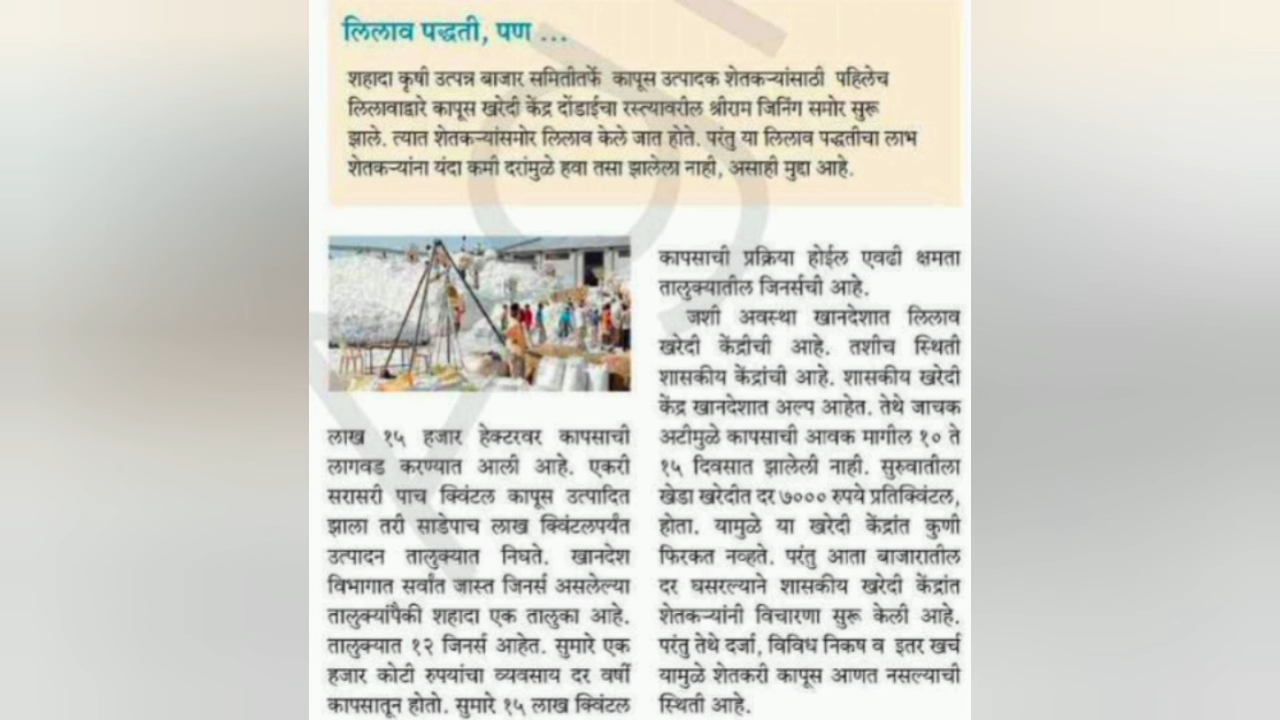 लिलाव पद्धती, पण ...
शहादा कृषी उत्पन्न बाजार समितीतर्फे कापूस उत्पादक शेतकऱ्यांसाठी पहिलेच
लिलावाद्वारे कापूस खरेदी केंद्र दोंडाईचा रस्त्यावरील श्रीराम जिनिंग समोर सुरू
झाले. त्यात शेतकऱ्यांसमोर लिलाव केले जात होते. परंतु या लिलाव पद्धतीचा लाभ
शेतकऱ्यांना यंदा कमी दरांमुळे हवा तसा झालेला नाही, असाही मुद्दा आहे.
लाख १५ हजार हेक्टरवर कापसाची
लागवड करण्यात आली आहे. एकरी
सरासरी पाच क्विंटल कापूस उत्पादित
झाला तरी साडेपाच लाख क्विंटलपर्यंत
उत्पादन तालुक्यात निघते. खानदेश
विभागात सर्वांत जास्त जिनर्स असलेल्या
तालुक्यांपैकी शहादा एक तालुका आहे.
तालुक्यात १२ जिनर्स आहेत. सुमारे एक
हजार कोटी रुपयांचा व्यवसाय दर वर्षी
कापसातून होतो. सुमारे १५ लाख क्विंटल
कापसाची प्रक्रिया होईल एवढी क्षमता
तालुक्यातील जिनर्सची आहे.
जशी अवस्था खानदेशात लिलाव
खरेदी केंद्रीची आहे. तशीच स्थिती
शासकीय केंद्रांची आहे. शासकीय खरेदी
केंद्र खानदेशात अल्प आहेत. तेथे जाचक
अटींमुळे कापसाची आवक मागील १० ते
१५ दिवसात झालेली नाही. सुरुवातीला
खेडा खरेदीत दर ७००० रुपये प्रतिक्विंटल,
होता. यामुळे या खरेदी केंद्रांत कुणी
फिरकत नव्हते. परंतु आता बाजारातील
दर घसरल्याने शासकीय खरेदी केंद्रांत
शेतकऱ्यांनी विचारणा सुरू केली आहे.
परंतु तेथे दर्जा, विविध निकष व इतर खर्च
यामुळे शेतकरी कापूस आणत नसल्याची
स्थिती आहे.